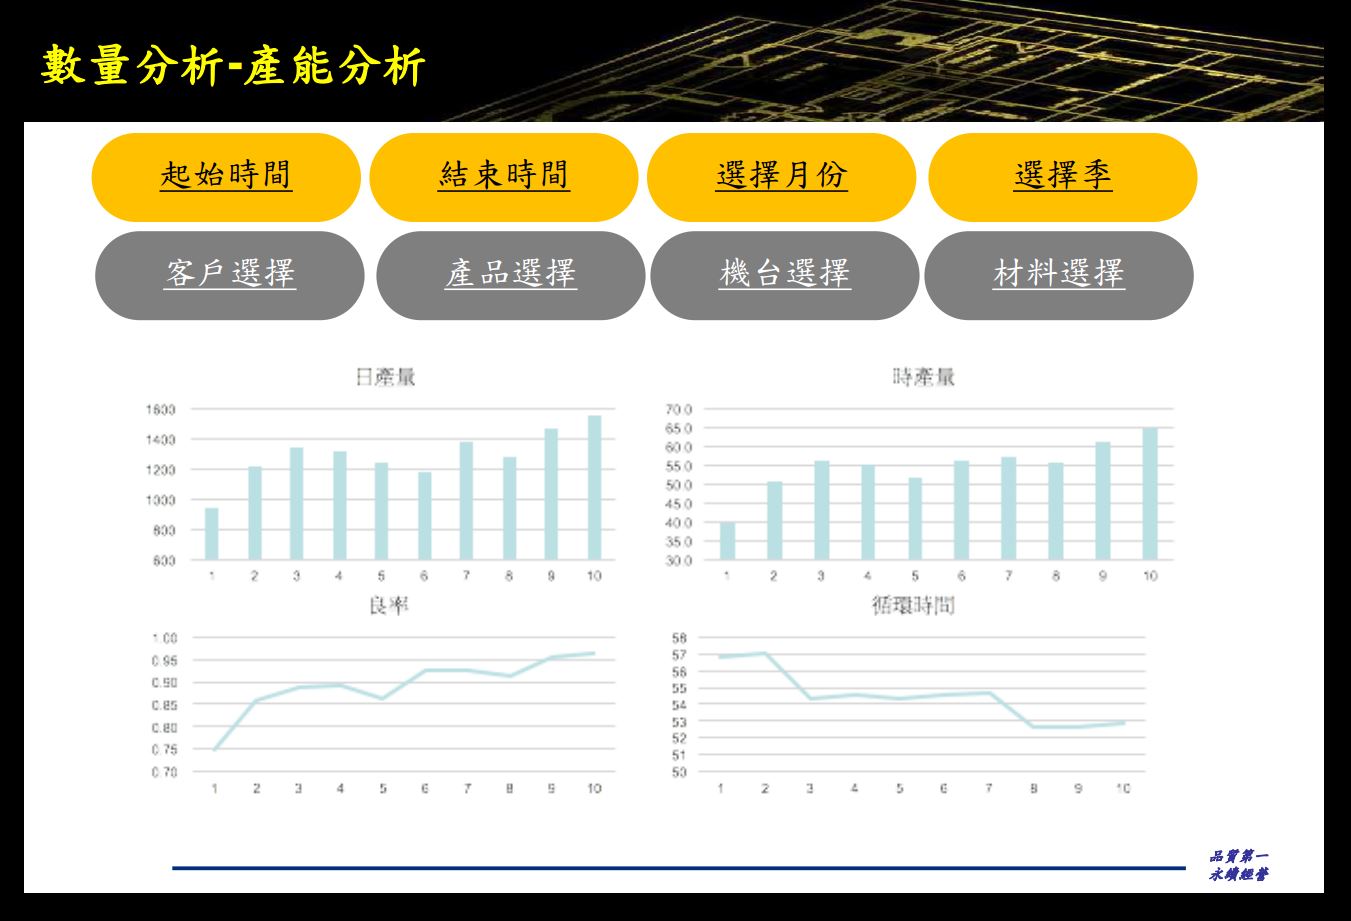 數量分析-產能分析
起始時間 結束時間 選擇月份 選擇季
客戶選擇 產品選擇 機台選擇 材料選擇
日產量
1600
1400
1200
1000
800
600
1 2 3 4 5 6 7 8 9 10
時產量
70.0
65.0
60.0
55.0
50.0
45.0
40.0
35.0
30.0
1 2 3 4 5 6 7 8 9 10
良率
1.00
0.95
0.90
0.85
0.80
0.75
0.70
1 2 3 4 5 6 7 8 9 10
循環時間
58
57
56
55
54
53
52
51
50
1 2 3 4 5 6 7 8 9 10
品質第一
永續經營